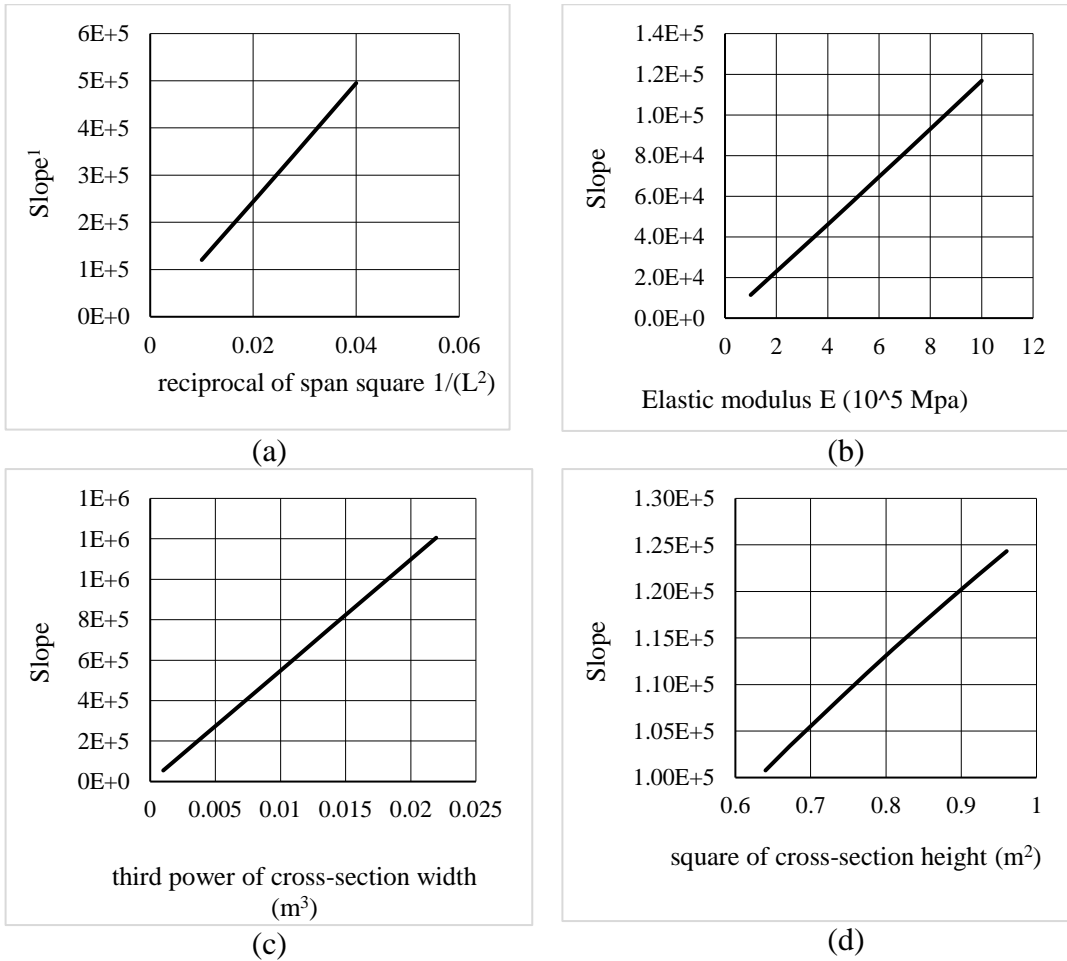 6E+5
5E+5
4E+5
3E+5
2E+5
1E+5
0E+0
Slope¹
0 0.02 0.04 0.06
reciprocal of span square 1/(L²)
(a)
1.4E+5
1.2E+5
1.0E+5
8.0E+4
6.0E+4
4.0E+4
2.0E+4
0.0E+0
Slope
0 2 4 6 8 10 12
Elastic modulus E (10^5 Mpa)
(b)
1E+6
1E+6
1E+6
8E+5
6E+5
4E+5
2E+5
0E+0
Slope
0 0.005 0.01 0.015 0.02 0.025
third power of cross-section width
(m³)
(c)
1.30E+5
1.25E+5
1.20E+5
1.15E+5
1.10E+5
1.05E+5
1.00E+5
Slope
0.6 0.7 0.8 0.9 1
square of cross-section height (m²)
(d)